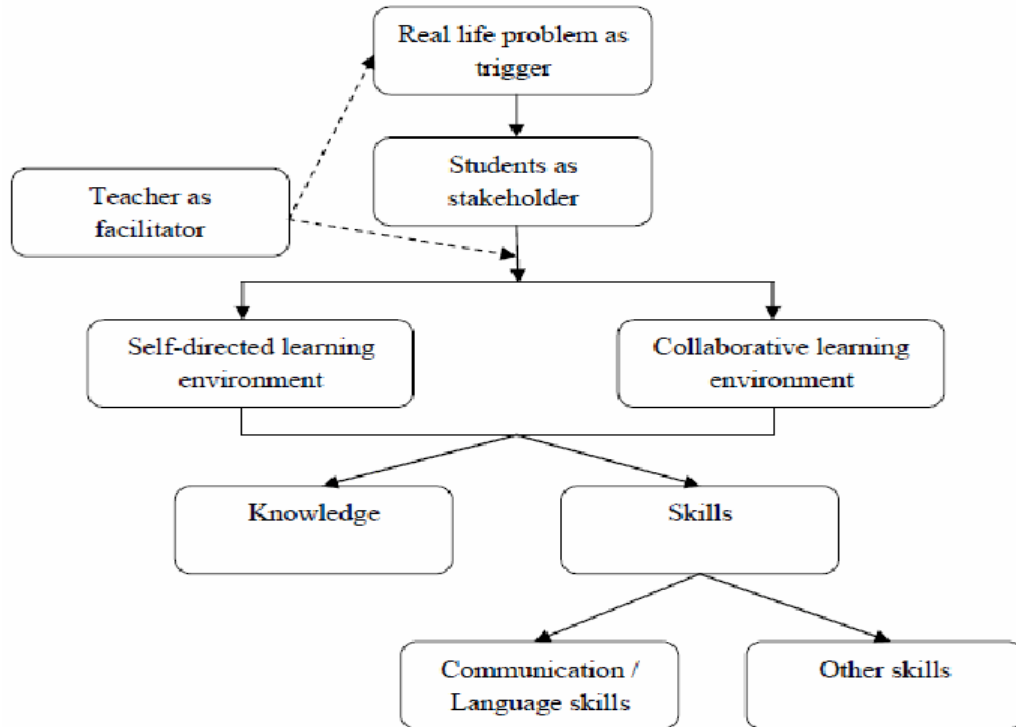 Real life problem as
trigger
Students as
stakeholder
Teacher as
facilitator
Self-directed learning
environment
Collaborative learning
environment
Knowledge
Skills
Communication /
Language skills
Other skills